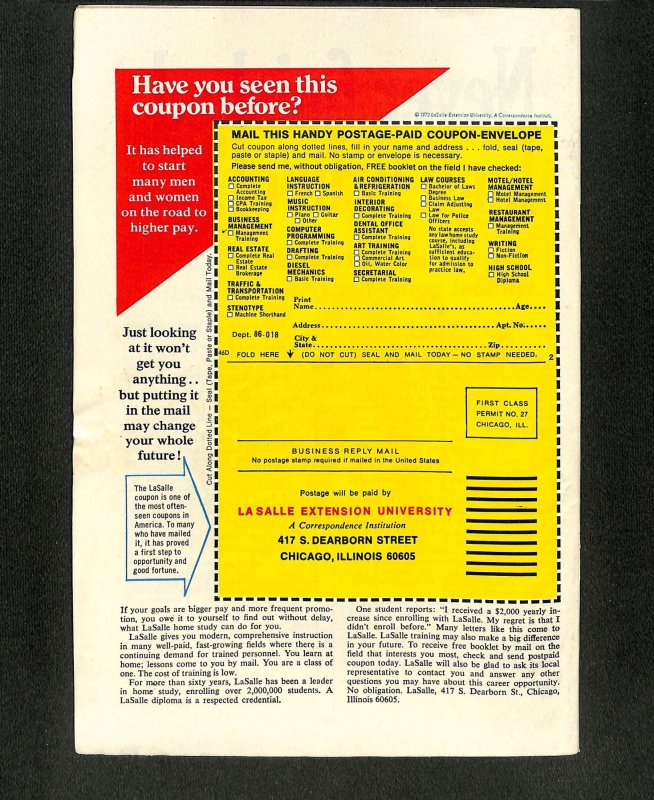 Have you seen this
coupon before?
© 1973 LaSalle Extension University. A Correspondence Institution.
It has helped
to start
many men
and women
on the road to
higher pay.
MAIL THIS HANDY POSTAGE-PAID COUPON-ENVELOPE
Cut coupon along dotted lines, fill in your name and address . . . fold, seal (tape,
paste or staple) and mail. No stamp or envelope is necessary.
Please send me, without obligation, FREE booklet on the field I have checked:
ACCOUNTING
Complete
Accounting
Income Tax
CPA Training
Bookkeeping
BUSINESS
MANAGEMENT
Management
Training
REAL ESTATE
Complete Real
Estate
Real Estate
Brokerage
TRAFFIC &
TRANSPORTATION
Complete Training
STENOTYPE
Machine Shorthand
LANGUAGE
INSTRUCTION
French Spanish
MUSIC
INSTRUCTION
Piano Guitar
Other
COMPUTER
PROGRAMMING
Complete Training
DRAFTING
Complete Training
DIESEL
MECHANICS
Basic Training
AIR CONDITIONING
& REFRIGERATION
Basic Training
INTERIOR
DECORATING
Complete Training
DENTAL OFFICE
ASSISTANT
Complete Training
ART TRAINING
Complete Training
Commercial Art
Oil, Water Color
SECRETARIAL
Complete Training
LAW COURSES
Bachelor of Laws
Degree
Business Law
Claim Adjusting
Law
Law for Police
Officers
No state accepts
any law home study
course, including
LaSalle's, as
sufficient educa-
tion to qualify
for admission to
practice law.
MOTEL/HOTEL
MANAGEMENT
Motel Management
Hotel Management
RESTAURANT
MANAGEMENT
Management
Training
WRITING
Fiction
Non-Fiction
HIGH SCHOOL
High School
Diploma
Print
Name Age
Address Apt. No.
Dept. 86-018
City &
State Zip
46D FOLD HERE (DO NOT CUT) SEAL AND MAIL TODAY — NO STAMP NEEDED. 2
Cut Along Dotted Line — Seal (Tape, Paste or Staple) and Mail Today.
Just looking
at it won't
get you
anything . .
but putting it
in the mail
may change
your whole
future!
FIRST CLASS
PERMIT NO. 27
CHICAGO, ILL.
BUSINESS REPLY MAIL
No postage stamp required if mailed in the United States
Postage will be paid by
LA SALLE EXTENSION UNIVERSITY
A Correspondence Institution
417 S. DEARBORN STREET
CHICAGO, ILLINOIS 60605
The LaSalle
coupon is one of
the most often-
seen coupons in
America. To many
who have mailed
it, it has proved
a first step to
opportunity and
good fortune.
If your goals are bigger pay and more frequent promo-
tion, you owe it to yourself to find out without delay,
what LaSalle home study can do for you.
LaSalle gives you modern, comprehensive instruction
in many well-paid, fast-growing fields where there is a
continuing demand for trained personnel. You learn at
home; lessons come to you by mail. You are a class of
one. The cost of training is low.
For more than sixty years, LaSalle has been a leader
in home study, enrolling over 2,000,000 students. A
LaSalle diploma is a respected credential.
One student reports: "I received a $2,000 yearly in-
crease since enrolling with LaSalle. My regret is that I
didn't enroll before." Many letters like this come to
LaSalle. LaSalle training may also make a big difference
in your future. To receive free booklet by mail on the
field that interests you most, check and send postpaid
coupon today. LaSalle will also be glad to ask its local
representative to contact you and answer any other
questions you may have about this career opportunity.
No obligation. LaSalle, 417 S. Dearborn St., Chicago,
Illinois 60605.